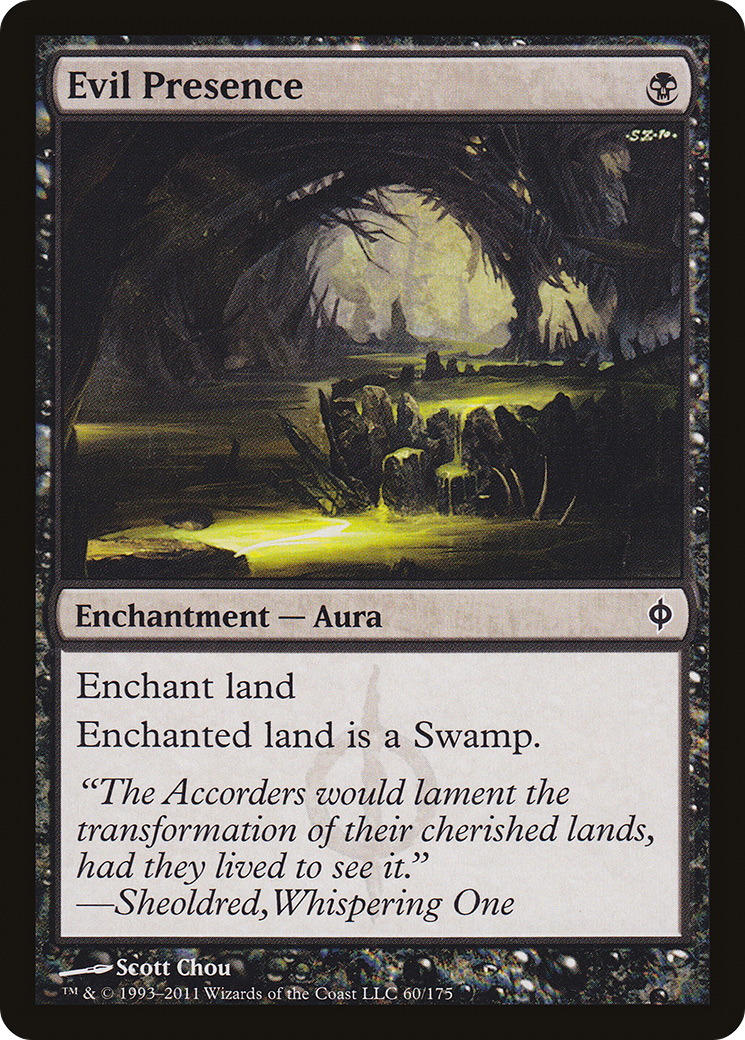 Evil Presence
·SZ·10·
Enchantment — Aura
Enchant land
Enchanted land is a Swamp.
“The Accorders would lament the
transformation of their cherished lands,
had they lived to see it.”
—Sheoldred, Whispering One
Scott Chou
™ & © 1993–2011 Wizards of the Coast LLC 60/175